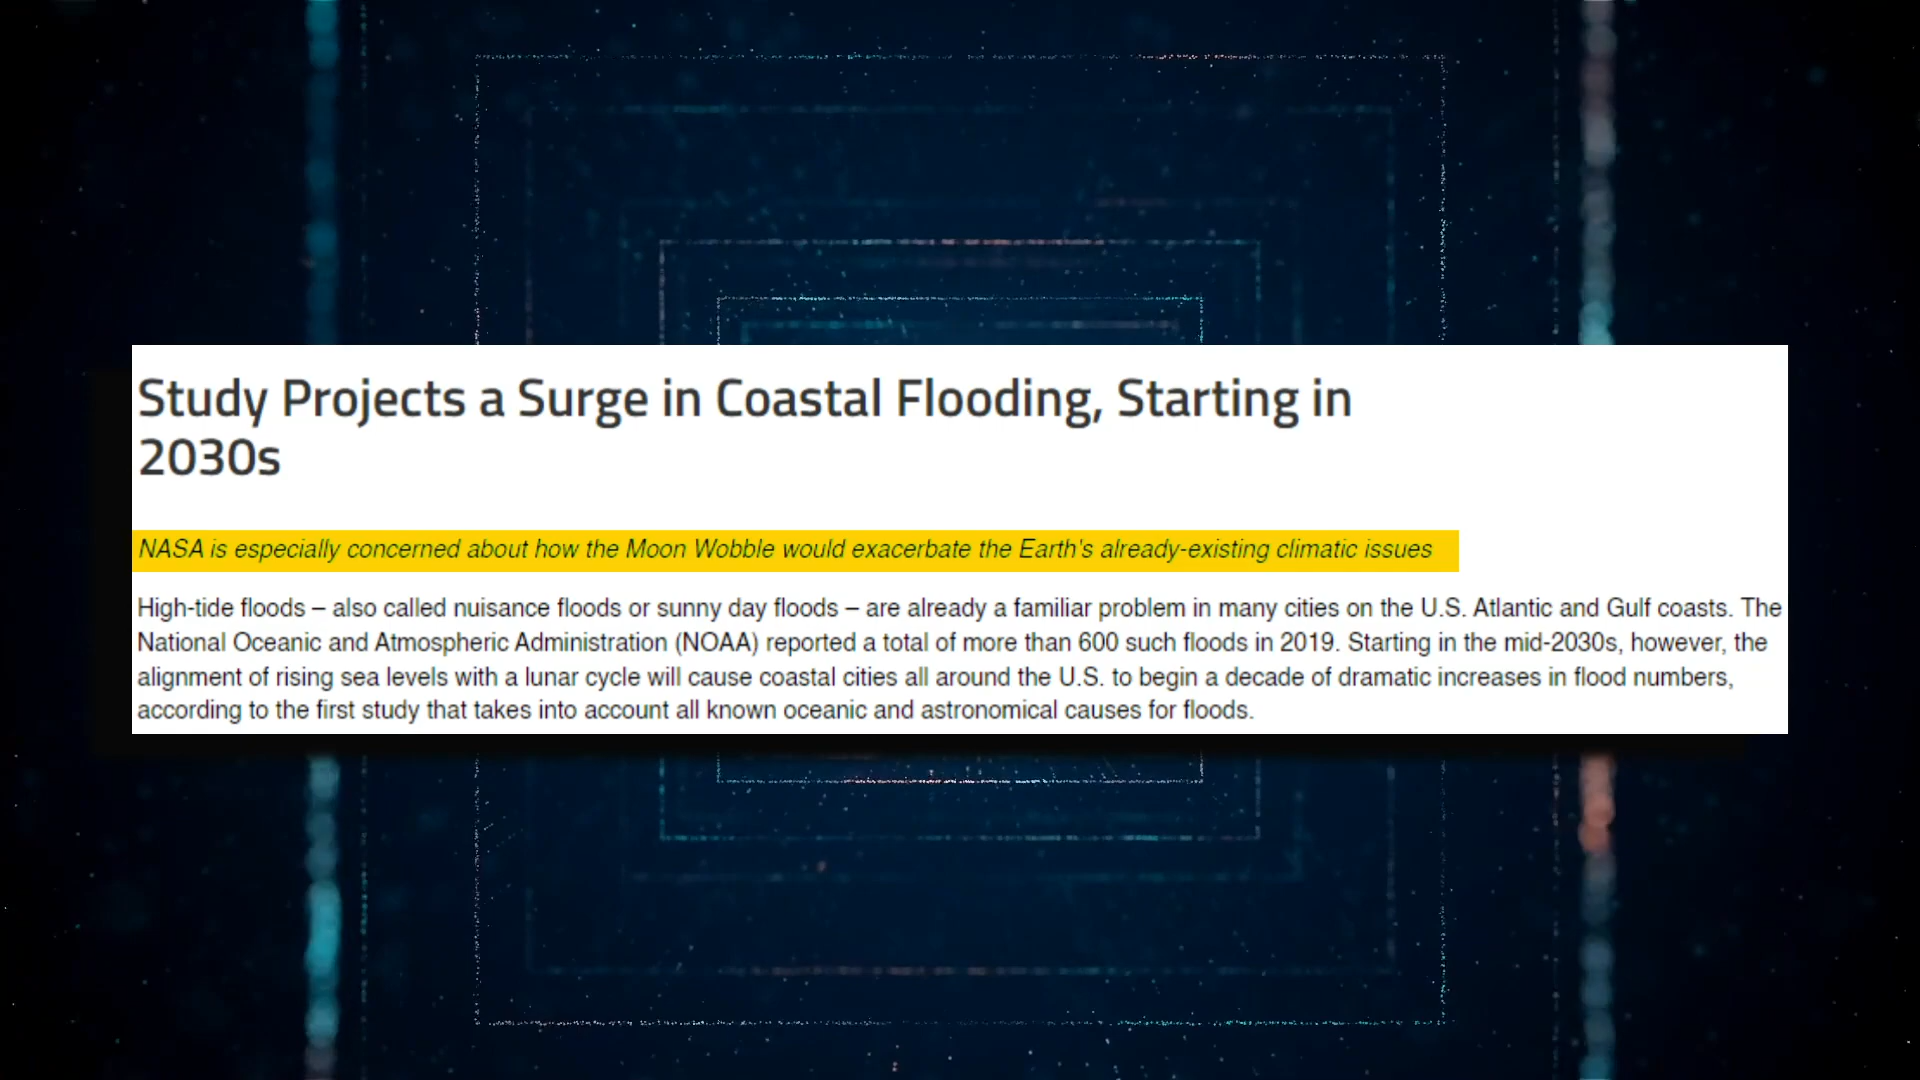 Study Projects a Surge in Coastal Flooding, Starting in
2030s
NASA is especially concerned about how the Moon Wobble would exacerbate the Earth's already-existing climatic issues
High-tide floods – also called nuisance floods or sunny day floods – are already a familiar problem in many cities on the U.S. Atlantic and Gulf coasts. The
National Oceanic and Atmospheric Administration (NOAA) reported a total of more than 600 such floods in 2019. Starting in the mid-2030s, however, the
alignment of rising sea levels with a lunar cycle will cause coastal cities all around the U.S. to begin a decade of dramatic increases in flood numbers,
according to the first study that takes into account all known oceanic and astronomical causes for floods.